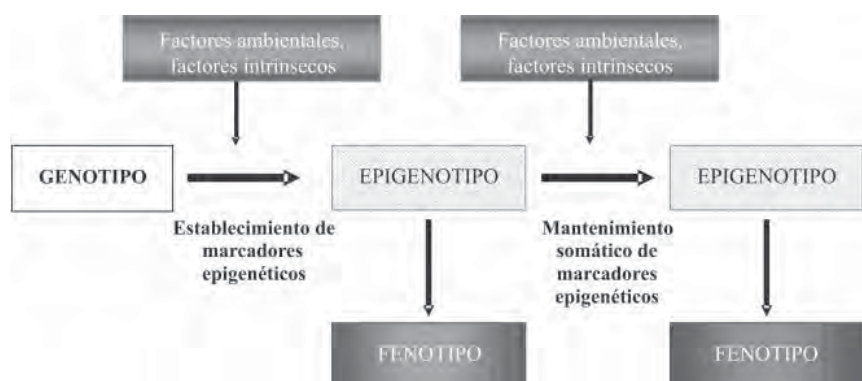 Factores ambientales,
factores intrínsecos
Factores ambientales,
factores intrínsecos
GENOTIPO
EPIGENOTIPO
EPIGENOTIPO
Establecimiento de
marcadores
epigenéticos
Mantenimiento
somático de
marcadores
epigenéticos
FENOTIPO
FENOTIPO